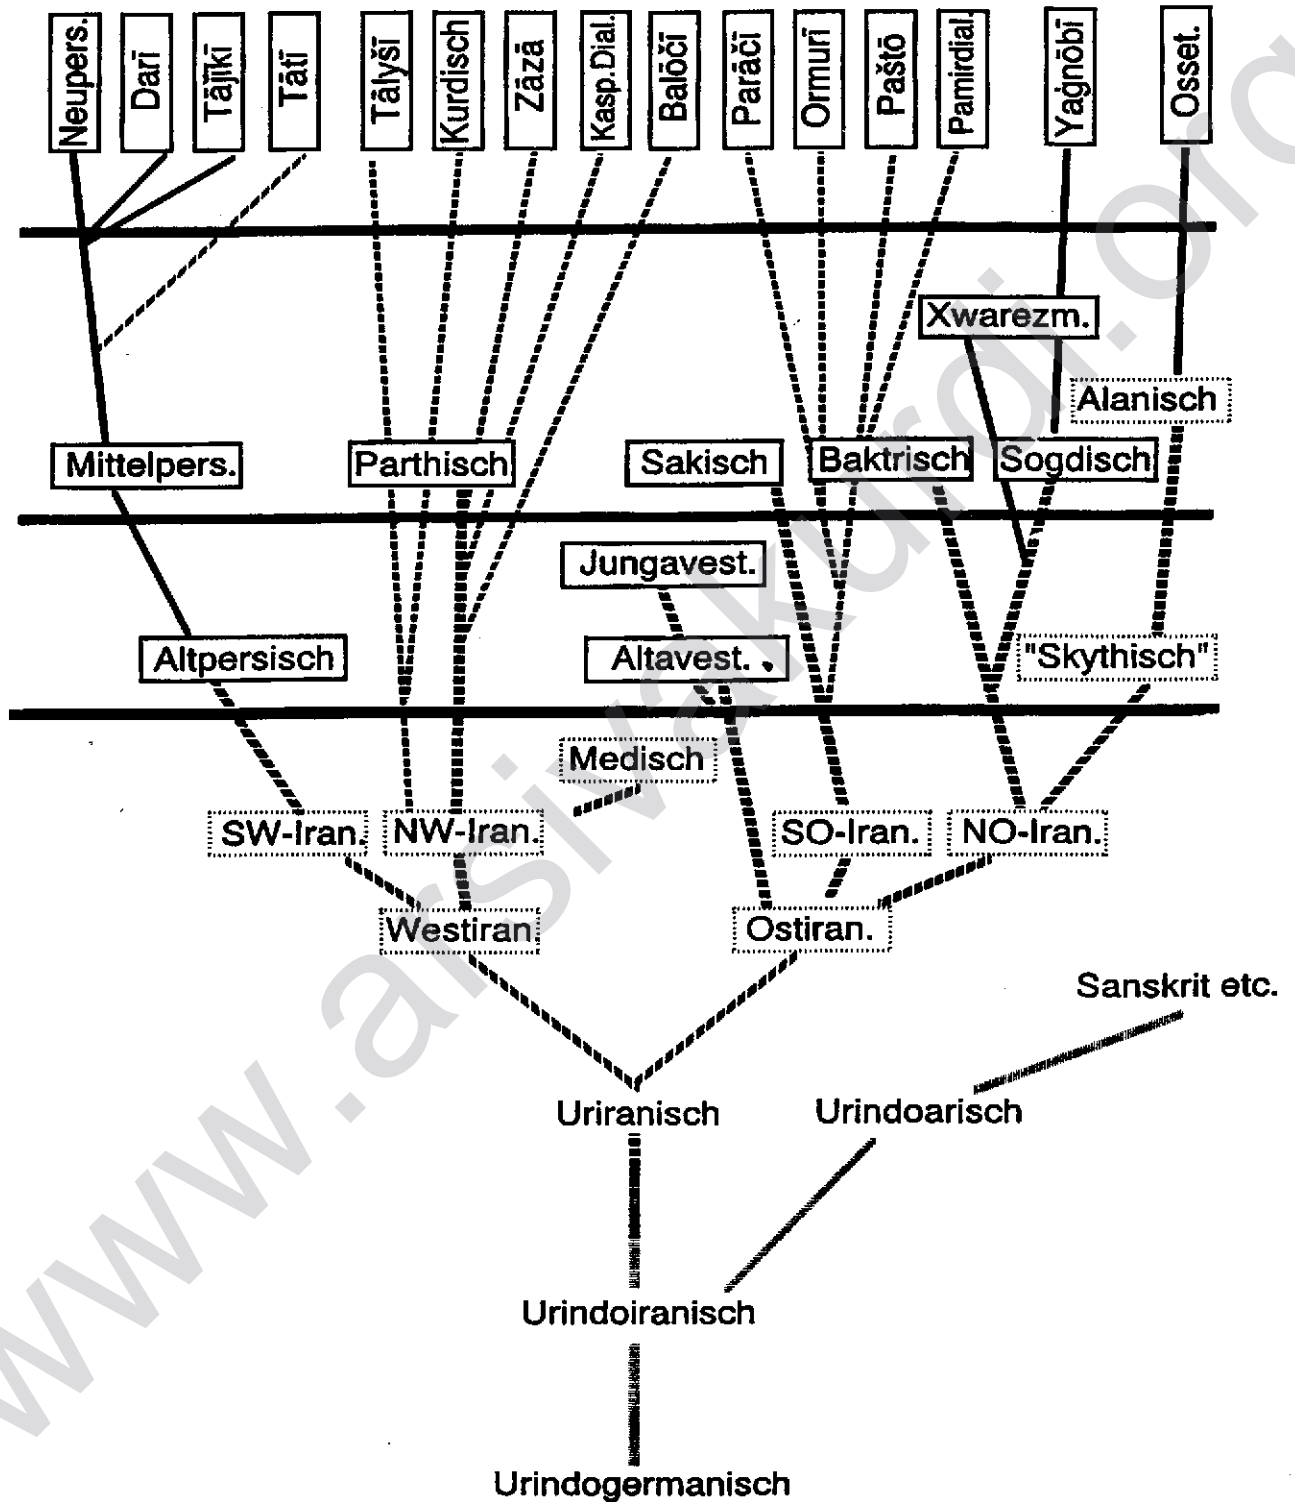 Neupers.
Darī
Tājīkī
Tātī
Tālyšī
Kurdisch
Zāzā
Kasp.Dial.
Balōčī
Parāčī
Ormurī
Paštō
Pamirdial.
Yaġnōbī
Osset.
Xwarezm.
Alanisch
Mittelpers.
Parthisch
Sakisch
Baktrisch
Sogdisch
Jungavest.
Altpersisch
Altavest.
"Skythisch"
Medisch
SW-Iran.
NW-Iran.
SO-Iran.
NO-Iran.
Westiran
Ostiran.
Sanskrit etc.
Uriranisch
Urindoarisch
Urindoiranisch
Urindogermanisch
www.arsivakurdi.org